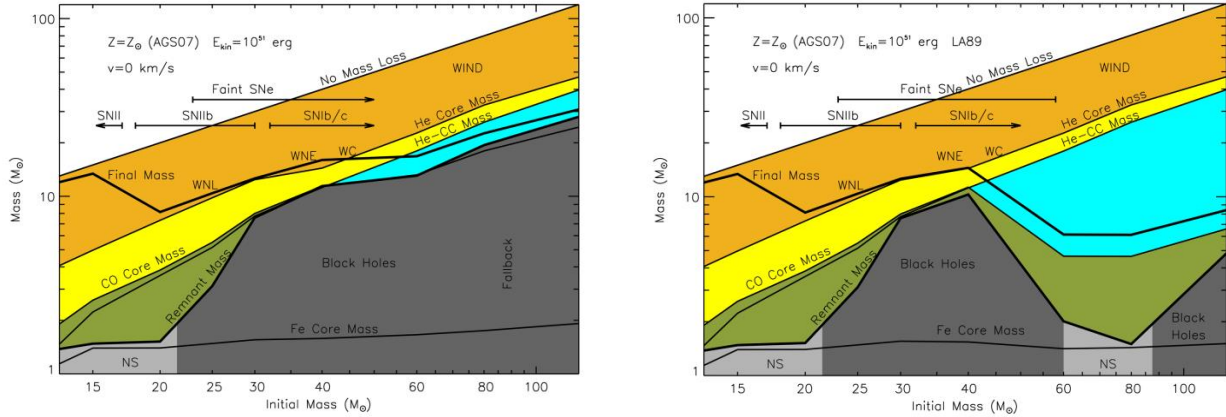 Z=Z⊙ (AGS07) Ekin=10^51 erg
v=0 km/s
Faint SNe
SNII
SNIIb
SNIb/c
No Mass Loss
WIND
He Core Mass
He-CC Mass
WNE
WC
Final Mass
WNL
CO Core Mass
Remnant Mass
Black Holes
Fallback
Fe Core Mass
NS
Mass (M⊙)
100
10
1
15
20
30
40
60
80
100
Initial Mass (M⊙)
Z=Z⊙ (AGS07) Ekin=10^51 erg LA89
v=0 km/s
Faint SNe
SNII
SNIIb
SNIb/c
No Mass Loss
WIND
He Core Mass
He-CC Mass
WNE
WC
Final Mass
WNL
CO Core Mass
Remnant Mass
Black Holes
Fe Core Mass
Black
Holes
NS
NS
Mass (M⊙)
100
10
1
15
20
30
40
60
80
100
Initial Mass (M⊙)